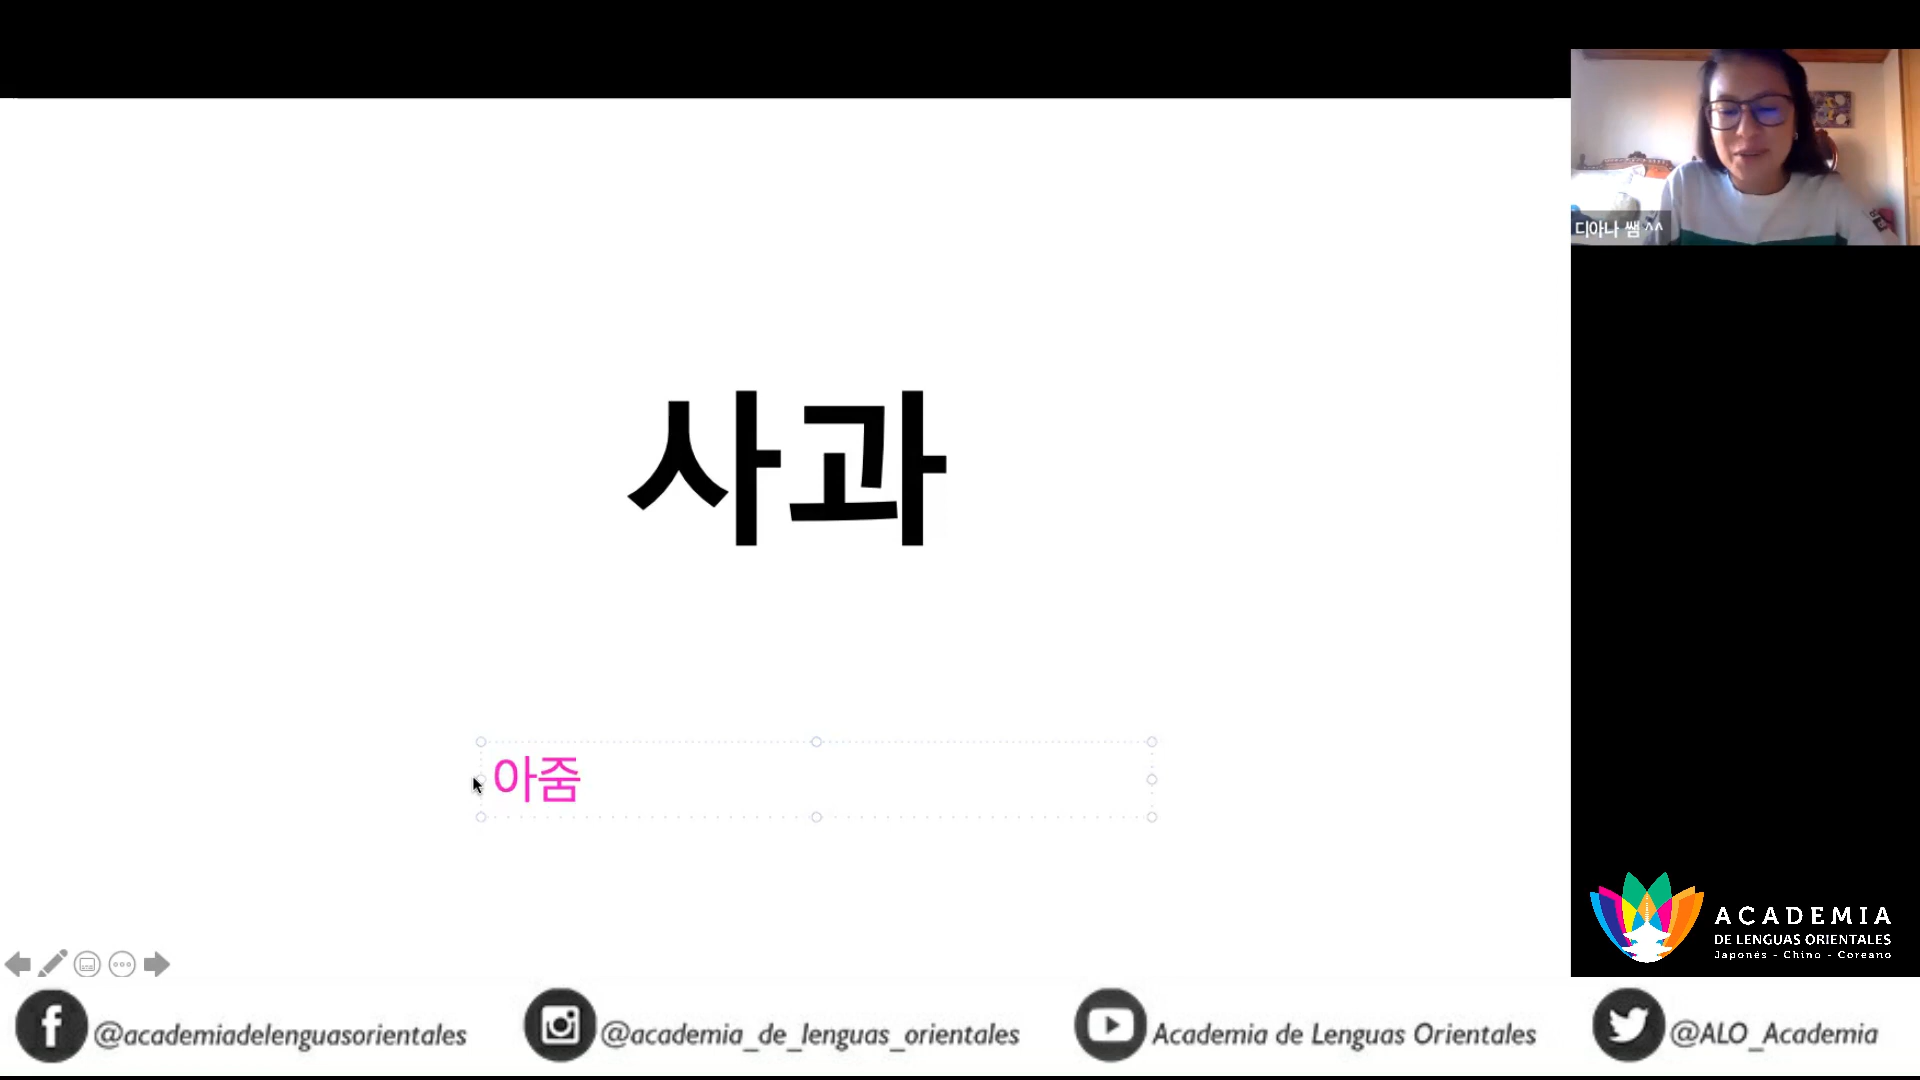 디아나 쌤 ^^
사과
아줌
ACADEMIA
DE LENGUAS ORIENTALES
Japonés - Chino - Coreano
@academiadelenguasorientales
@academia_de_lenguas_orientales
Academia de Lenguas Orientales
@ALO_Academia